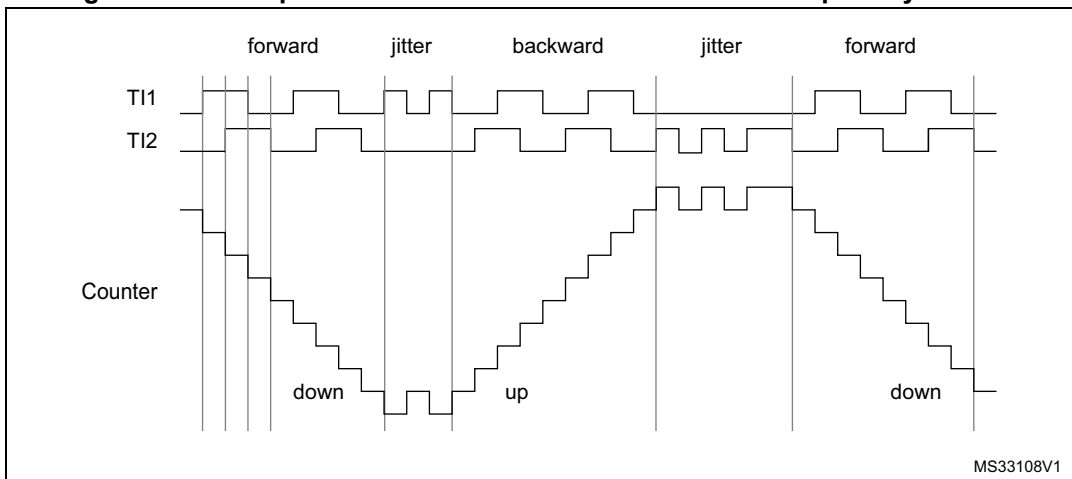 forward jitter backward jitter forward
TI1
TI2
Counter
down up down
MS33108V1